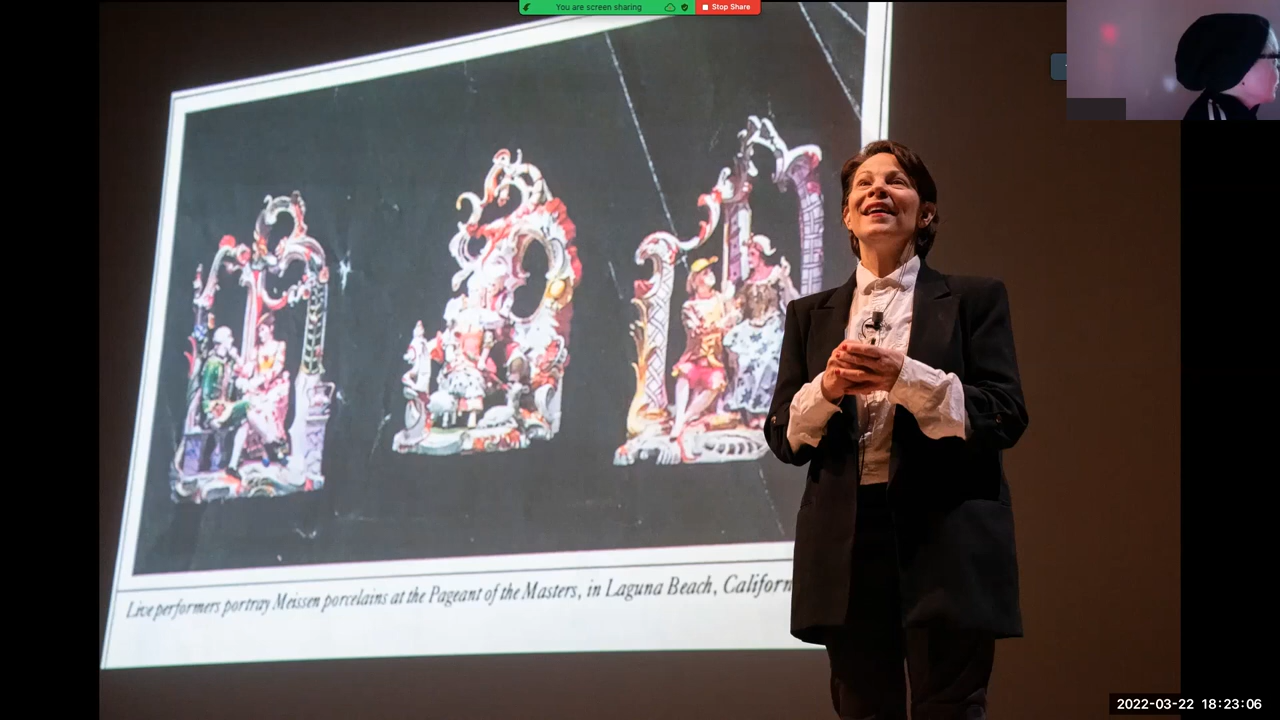 You are screen sharing
Stop Share
Live performers portray Meissen porcelains at the Pageant of the Masters, in Laguna Beach, Californ
2022-03-22 18:23:06